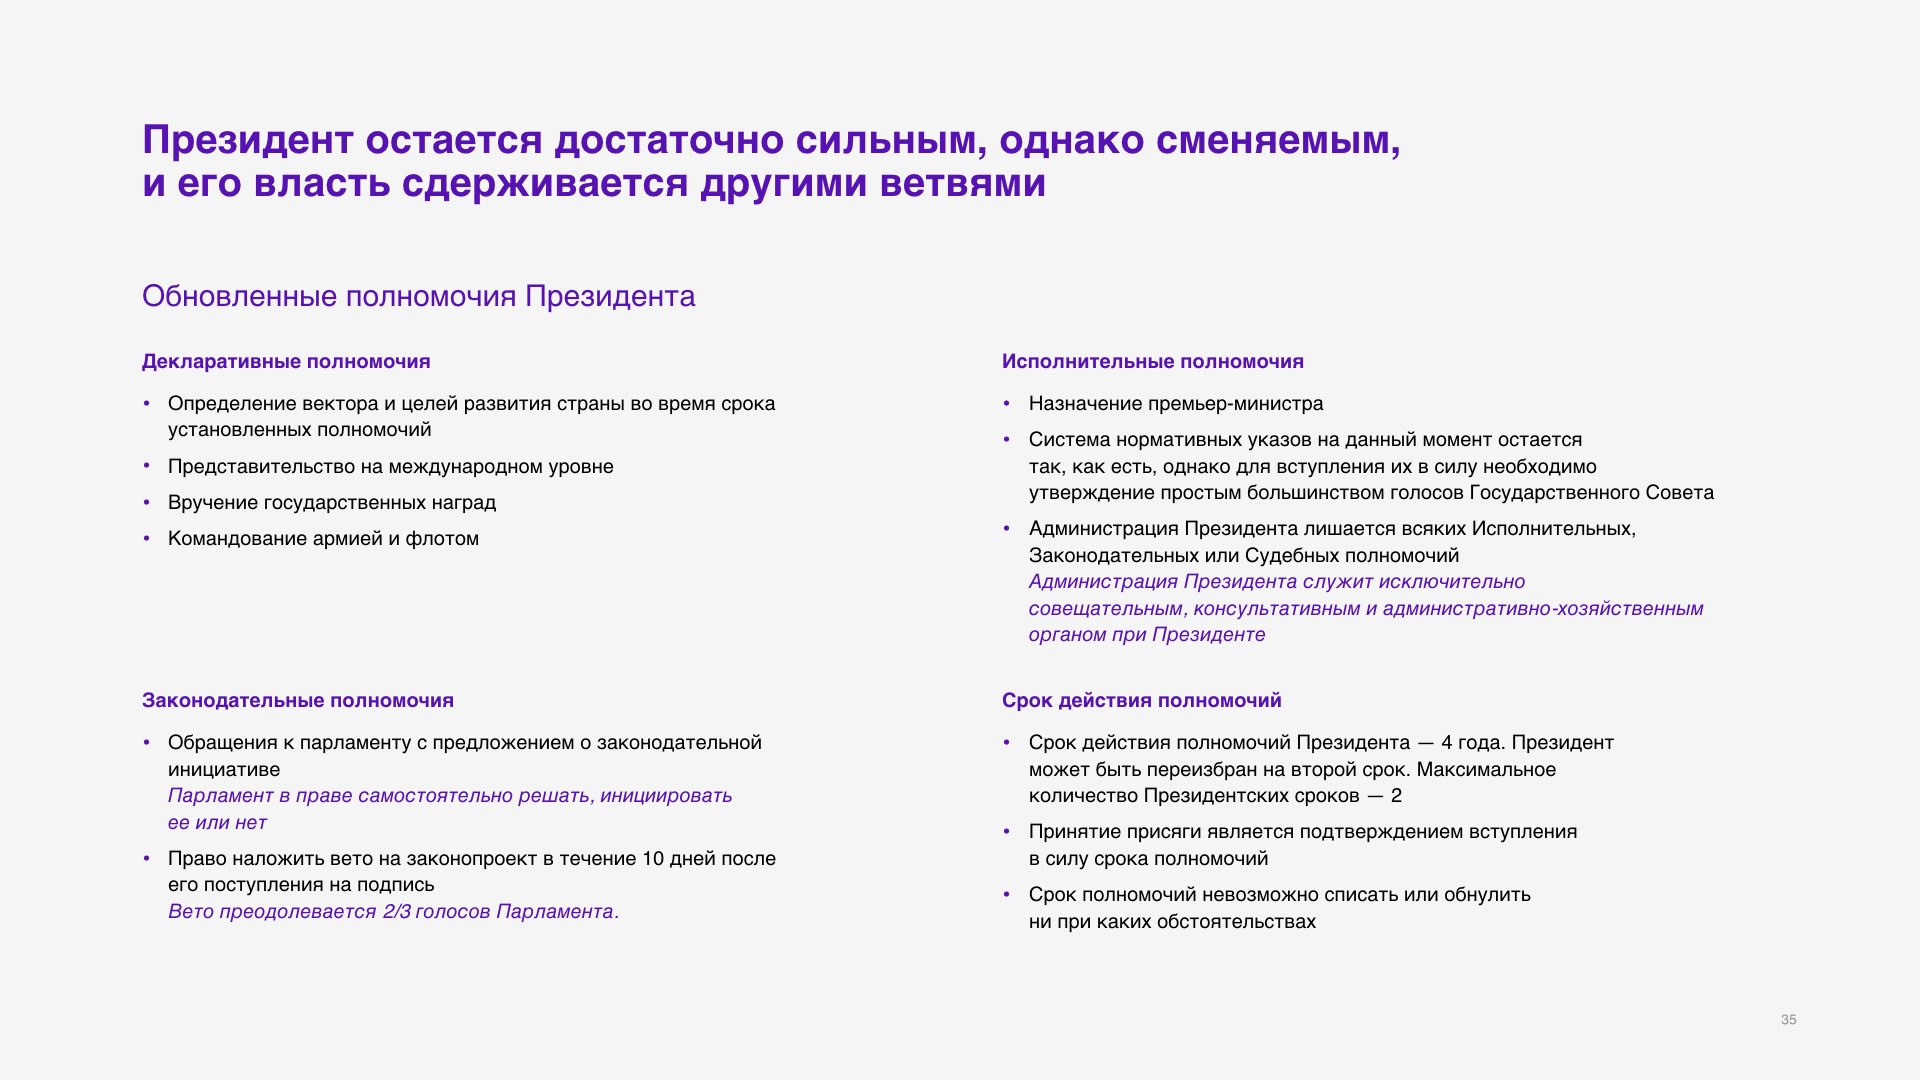 Президент остается достаточно сильным, однако сменяемым,
и его власть сдерживается другими ветвями
Обновленные полномочия Президента
Декларативные полномочия
• Определение вектора и целей развития страны во время срока
установленных полномочий
• Представительство на международном уровне
• Вручение государственных наград
• Командование армией и флотом
Исполнительные полномочия
• Назначение премьер-министра
• Система нормативных указов на данный момент остается
так, как есть, однако для вступления их в силу необходимо
утверждение простым большинством голосов Государственного Совета
• Администрация Президента лишается всяких Исполнительных,
Законодательных или Судебных полномочий
Администрация Президента служит исключительно
совещательным, консультативным и административно-хозяйственным
органом при Президенте
Законодательные полномочия
• Обращения к парламенту с предложением о законодательной
инициативе
Парламент в праве самостоятельно решать, инициировать
ее или нет
• Право наложить вето на законопроект в течение 10 дней после
его поступления на подпись
Вето преодолевается 2/3 голосов Парламента.
Срок действия полномочий
• Срок действия полномочий Президента — 4 года. Президент
может быть переизбран на второй срок. Максимальное
количество Президентских сроков — 2
• Принятие присяги является подтверждением вступления
в силу срока полномочий
• Срок полномочий невозможно списать или обнулить
ни при каких обстоятельствах
35